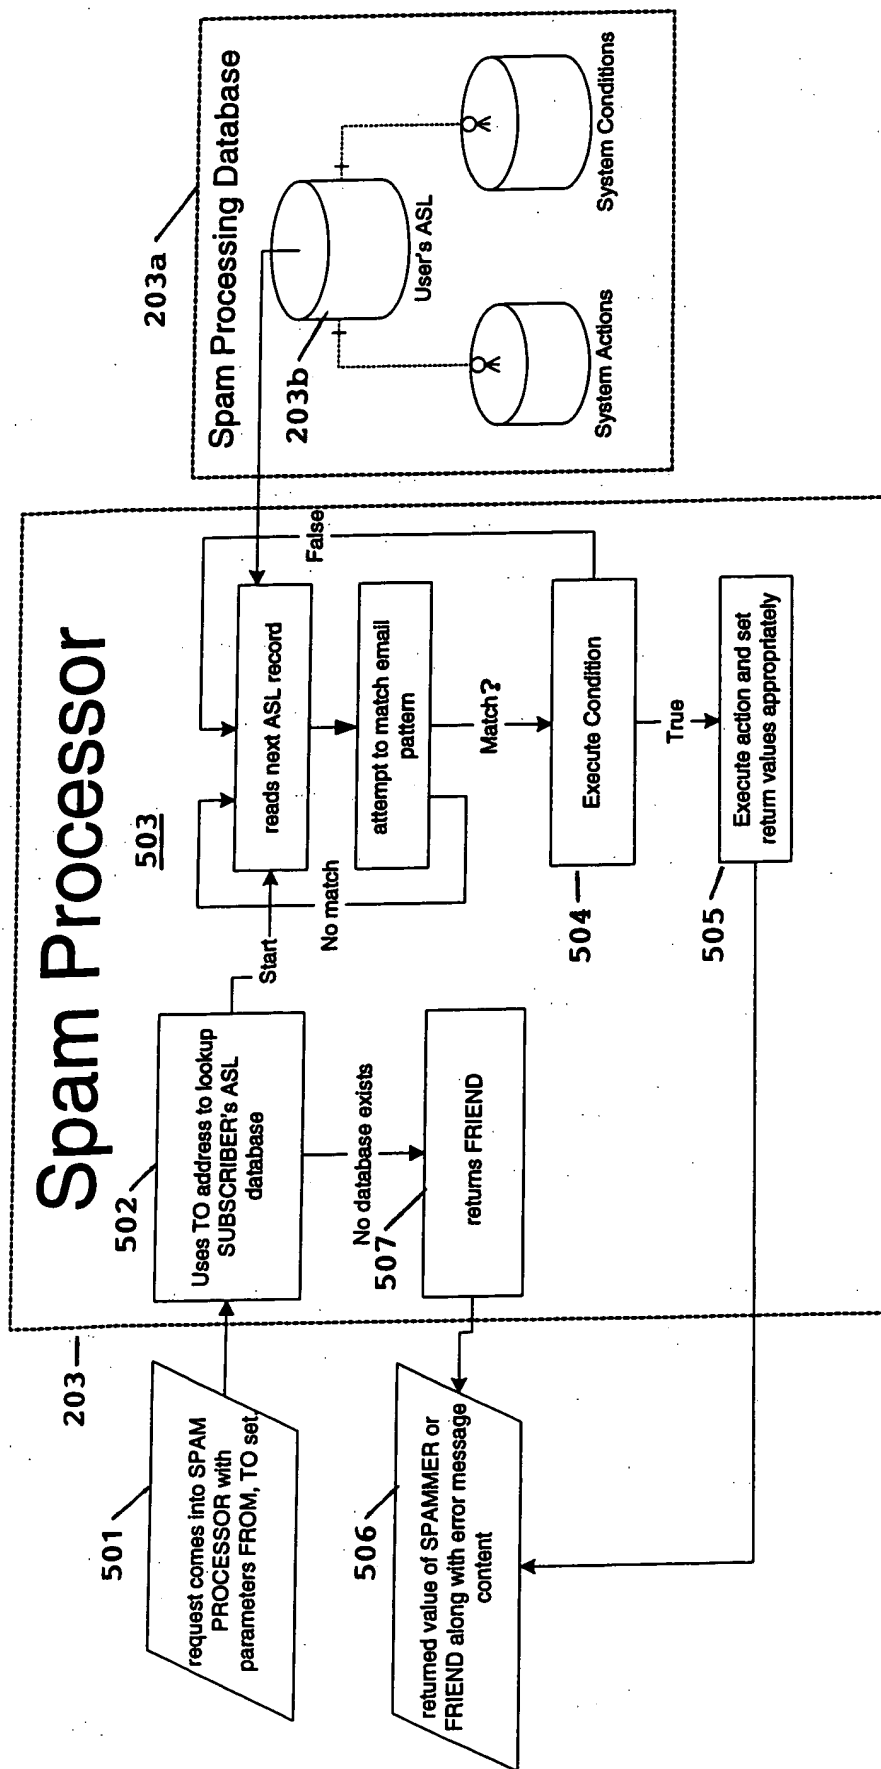 Spam Processor
203
501
request comes into SPAM
PROCESSOR with
parameters FROM, TO set.
502
Uses TO address to lookup
SUBSCRIBER's ASL
database
Start
No database exists
507
returns FRIEND
506
returned value of SPAMMER or
FRIEND along with error message
content
503
reads next ASL record
False
No match
attempt to match email
pattern
Match?
504
Execute Condition
True
505
Execute action and set
return values appropriately
203a
Spam Processing Database
203b
User's ASL
System Actions
System Conditions